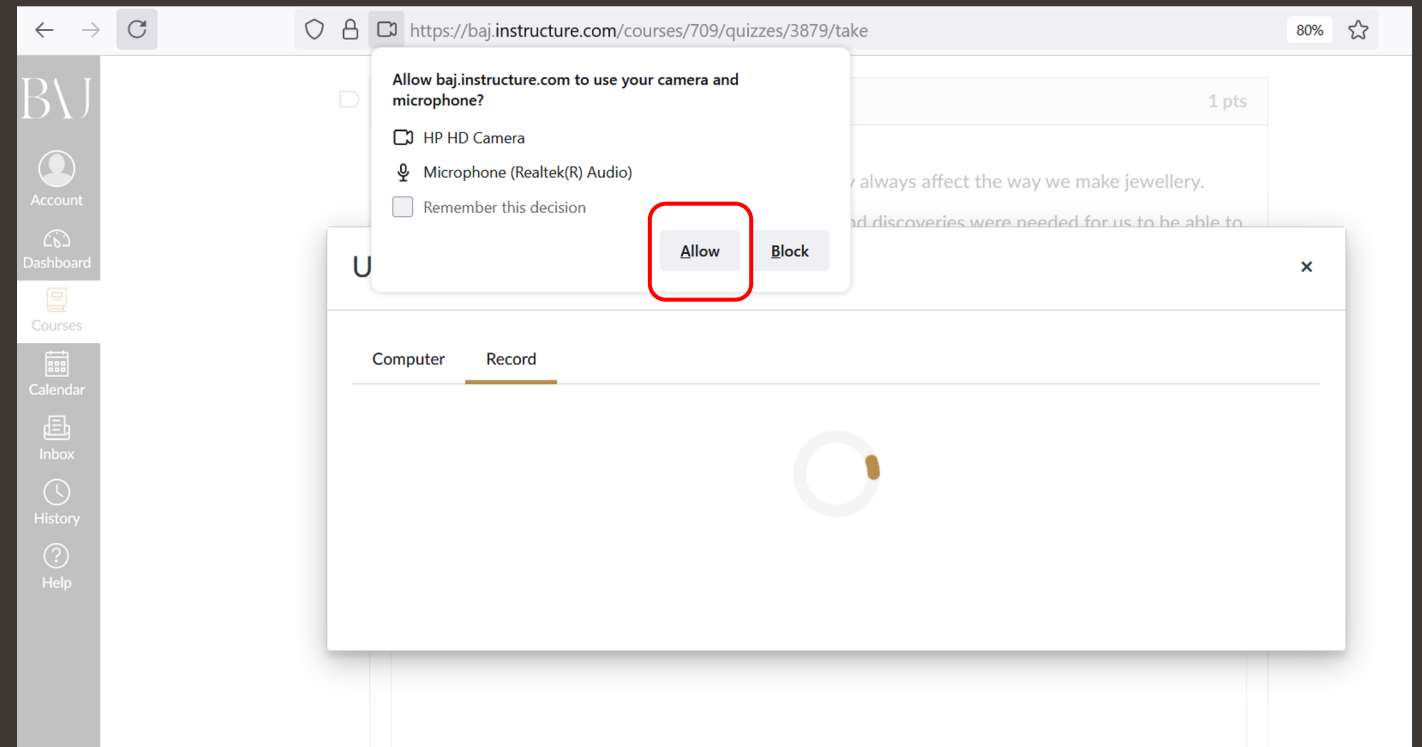 https://baj.instructure.com/courses/709/quizzes/3879/take
80%
Allow baj.instructure.com to use your camera and
microphone?
HP HD Camera
Microphone (Realtek(R) Audio)
Remember this decision
Allow
Block
BAJ
Account
Dashboard
Courses
Calendar
Inbox
History
Help
1 pts
always affect the way we make jewellery.
discoveries were needed for us to be able to
U
×
Computer
Record